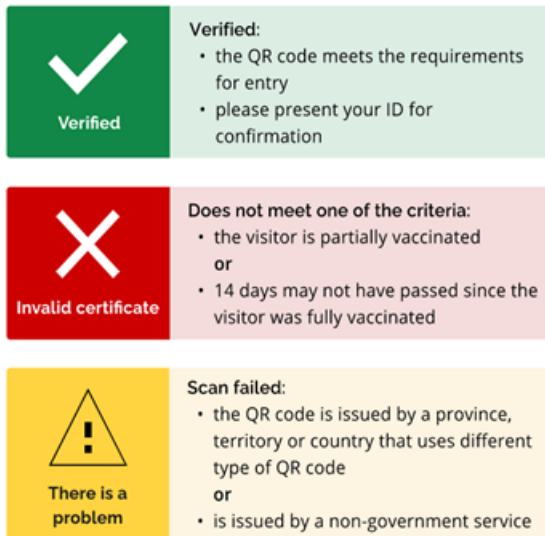 Verified
Verified:
• the QR code meets the requirements
for entry
• please present your ID for
confirmation
Invalid certificate
Does not meet one of the criteria:
• the visitor is partially vaccinated
or
• 14 days may not have passed since the
visitor was fully vaccinated
!
There is a
problem
Scan failed:
• the QR code is issued by a province,
territory or country that uses different
type of QR code
or
• is issued by a non-government service